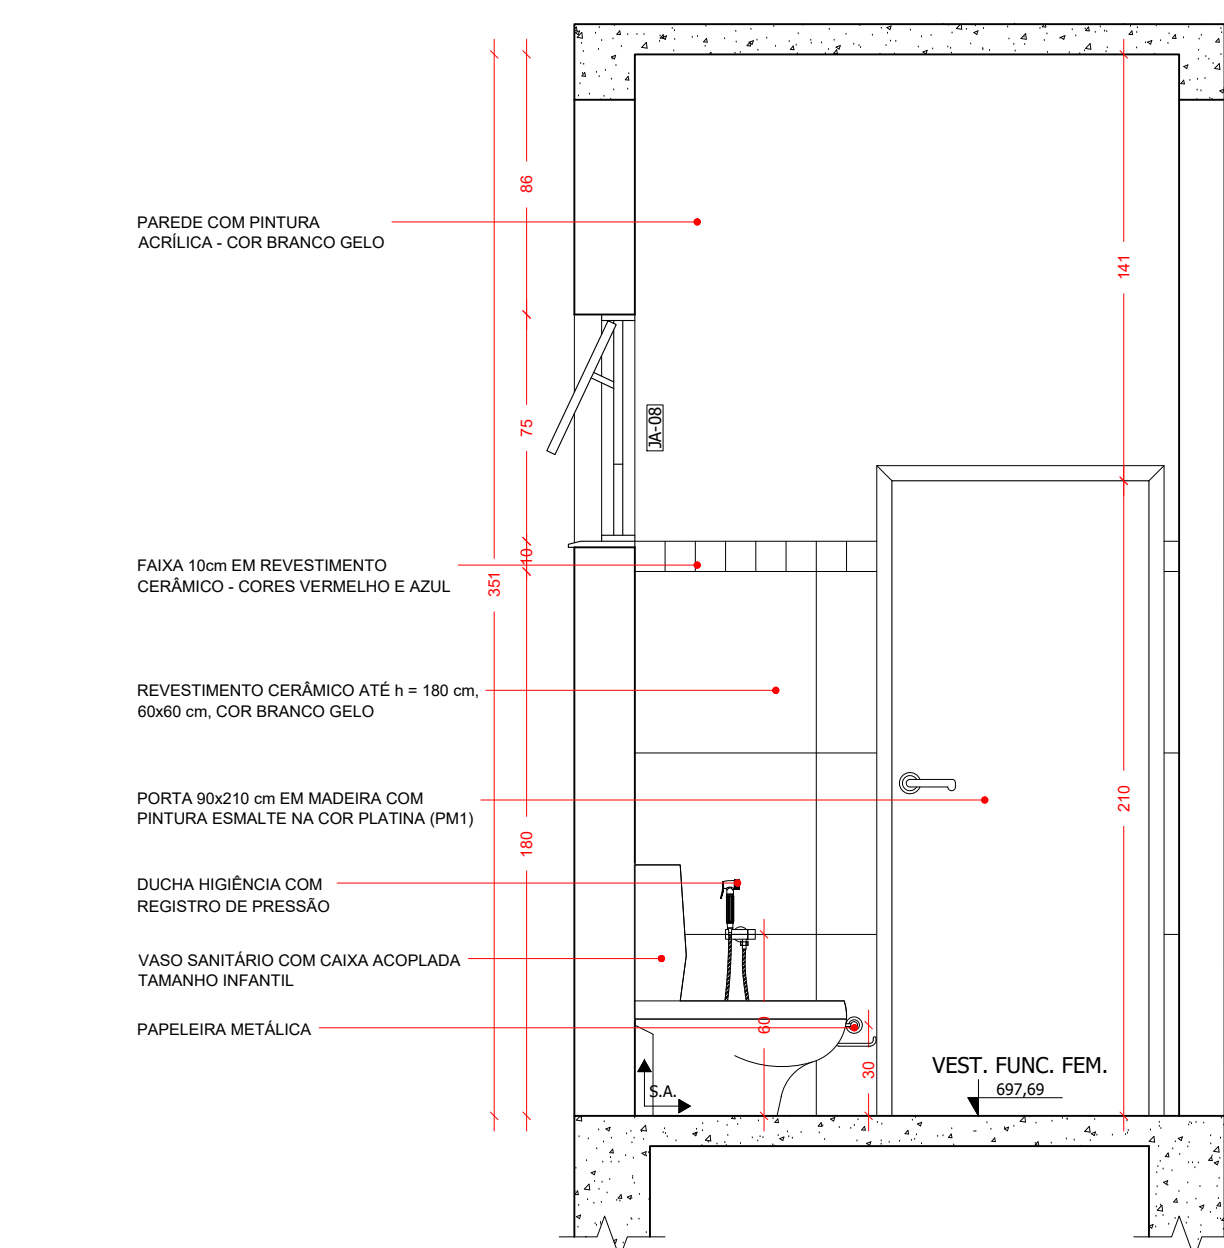 86
PAREDE COM PINTURA
ACRÍLICA - COR BRANCO GELO
141
75
JA-08
10
FAIXA 10cm EM REVESTIMENTO
CERÂMICO - CORES VERMELHO E AZUL
351
REVESTIMENTO CERÂMICO ATÉ h = 180 cm,
60x60 cm, COR BRANCO GELO
PORTA 90x210 cm EM MADEIRA COM
PINTURA ESMALTE NA COR PLATINA (PM1)
210
180
DUCHA HIGIÊNCIA COM
REGISTRO DE PRESSÃO
VASO SANITÁRIO COM CAIXA ACOPLADA
TAMANHO INFANTIL
PAPELEIRA METÁLICA
60
30
VEST. FUNC. FEM.
697,69
S.A.